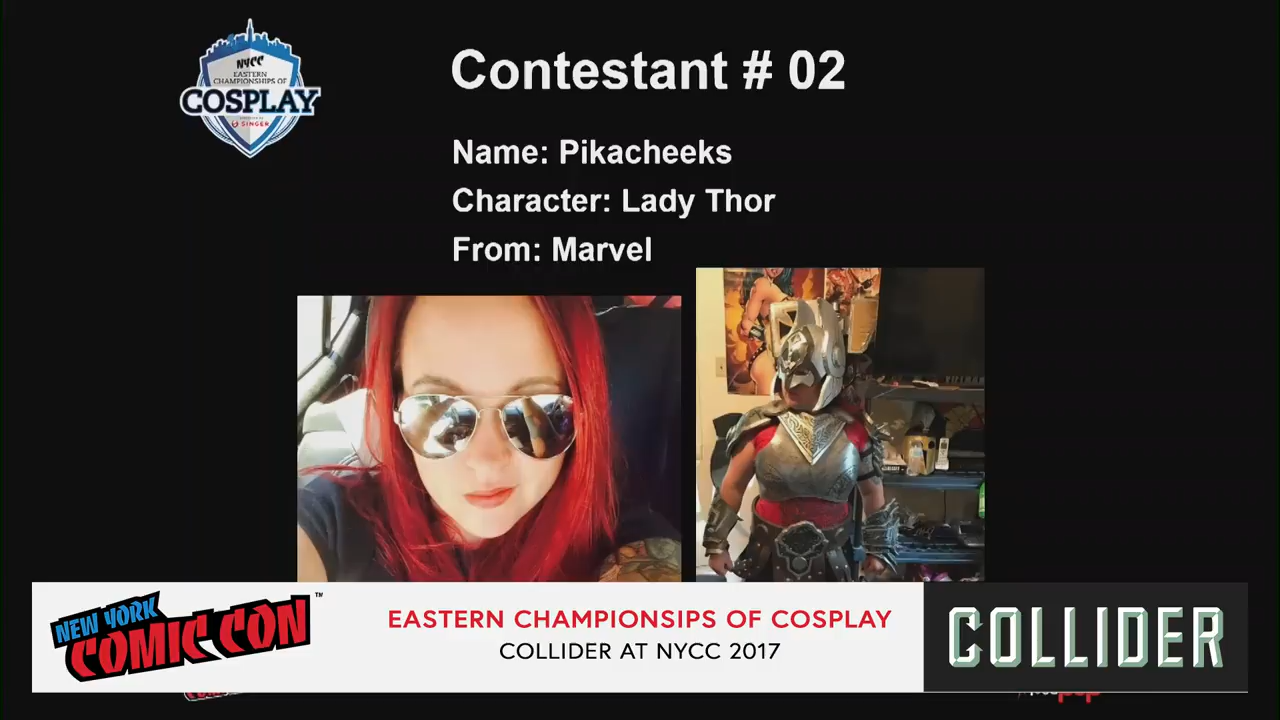 NYCC
EASTERN
CHAMPIONSHIPS OF
COSPLAY
SINGER
Contestant # 02
Name: Pikacheeks
Character: Lady Thor
From: Marvel
NEW YORK
COMIC CON
™
EASTERN CHAMPIONSIPS OF COSPLAY
COLLIDER AT NYCC 2017
COLLIDER